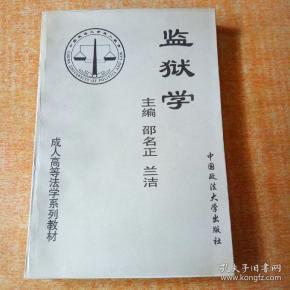 监狱学
主编 邵名正 兰洁
中国政法大学出版社
成人高等法学系列教材
孔夫子旧书网